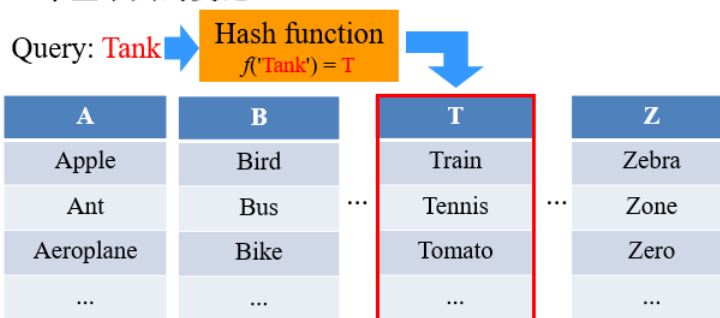 Query: Tank
Hash function
f('Tank') = T
A B T Z
Apple Bird Train Zebra
Ant Bus ... Tennis ... Zone
Aeroplane Bike Tomato Zero
... ... ... ...